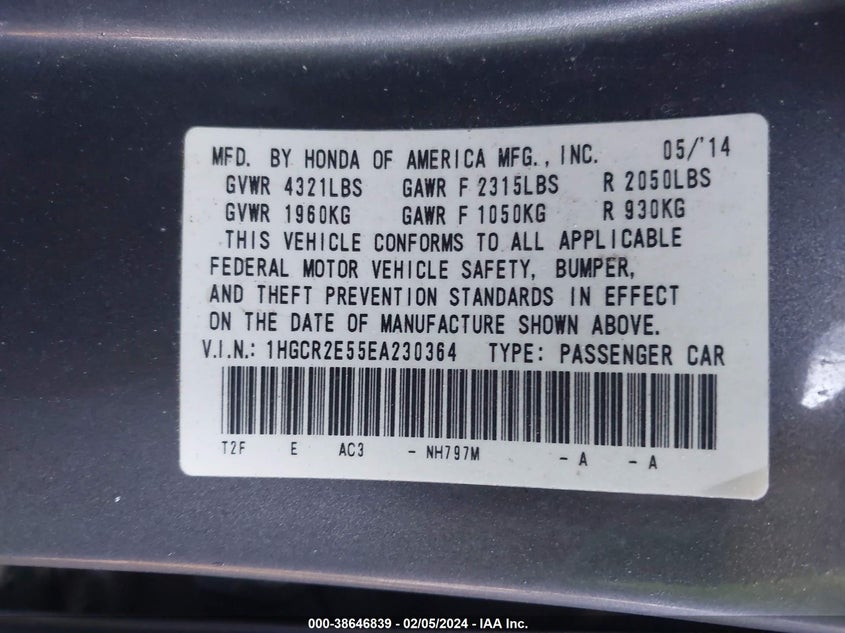 MFD. BY HONDA OF AMERICA MFG., INC. 05/'14
GVWR 4321LBS GAWR F 2315LBS R 2050LBS
GVWR 1960KG GAWR F 1050KG R 930KG
THIS VEHICLE CONFORMS TO ALL APPLICABLE
FEDERAL MOTOR VEHICLE SAFETY, BUMPER,
AND THEFT PREVENTION STANDARDS IN EFFECT
ON THE DATE OF MANUFACTURE SHOWN ABOVE.
V.I.N.: 1HGCR2E55EA230364 TYPE: PASSENGER CAR
T2F E AC3 - NH797M - A - A
000-38646839 - 02/05/2024 - IAA Inc.